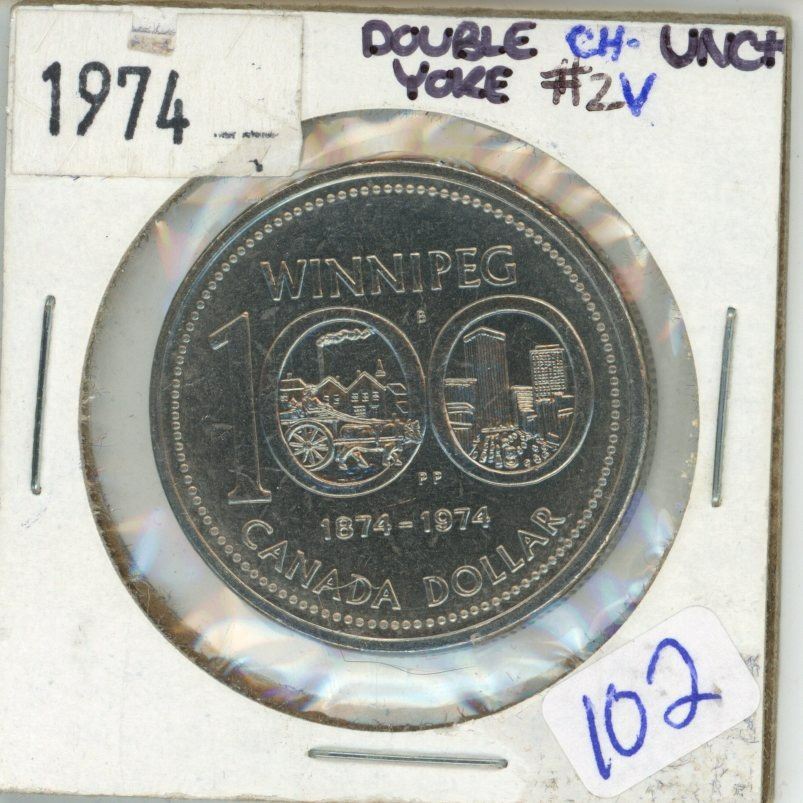 DOUBLE CH. UNC+
YOKE #2V
1974
WINNIPEG
100
B
PP
1874-1974
CANADA DOLLAR
102